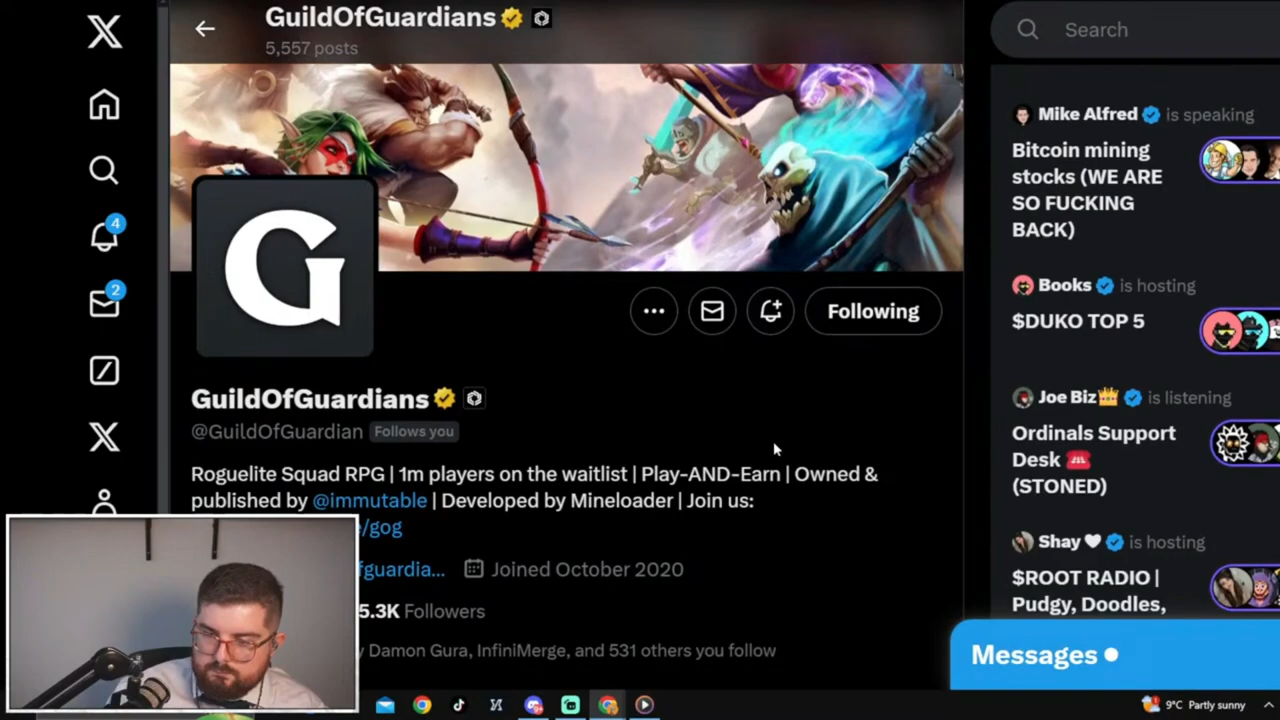 GuildOfGuardians
5,557 posts
Search
Mike Alfred is speaking
Bitcoin mining
stocks (WE ARE
SO FUCKING
BACK)
4
2
G
Books is hosting
$DUKO TOP 5
Following
GuildOfGuardians
@GuildOfGuardian Follows you
Joe Biz👑 is listening
Ordinals Support
Desk ☎️
(STONED)
Roguelite Squad RPG | 1m players on the waitlist | Play-AND-Earn | Owned &
published by @immutable | Developed by Mineloader | Join us:
e/gog
fguardia... Joined October 2020
5.3K Followers
y Damon Gura, InfiniMerge, and 531 others you follow
Shay 🤍 is hosting
$ROOT RADIO |
Pudgy, Doodles,
Messages
9°C Partly sunny